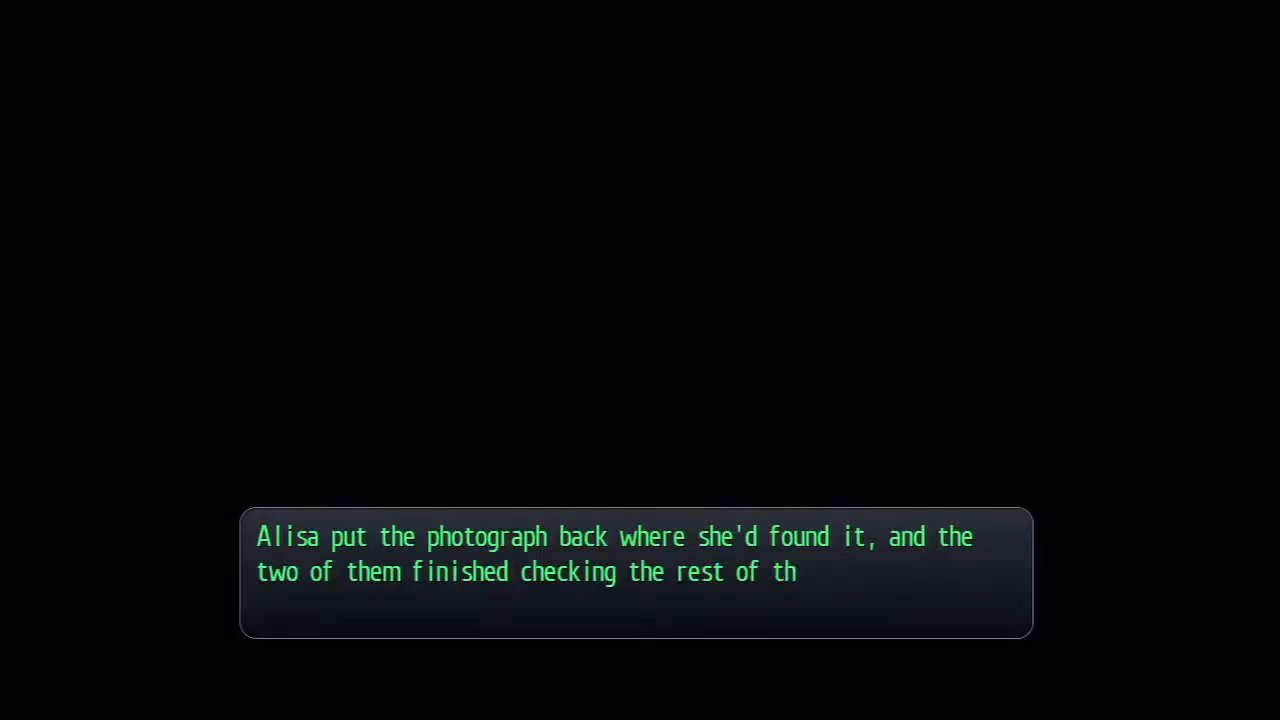 Alisa put the photograph back where she'd found it, and the
two of them finished checking the rest of th